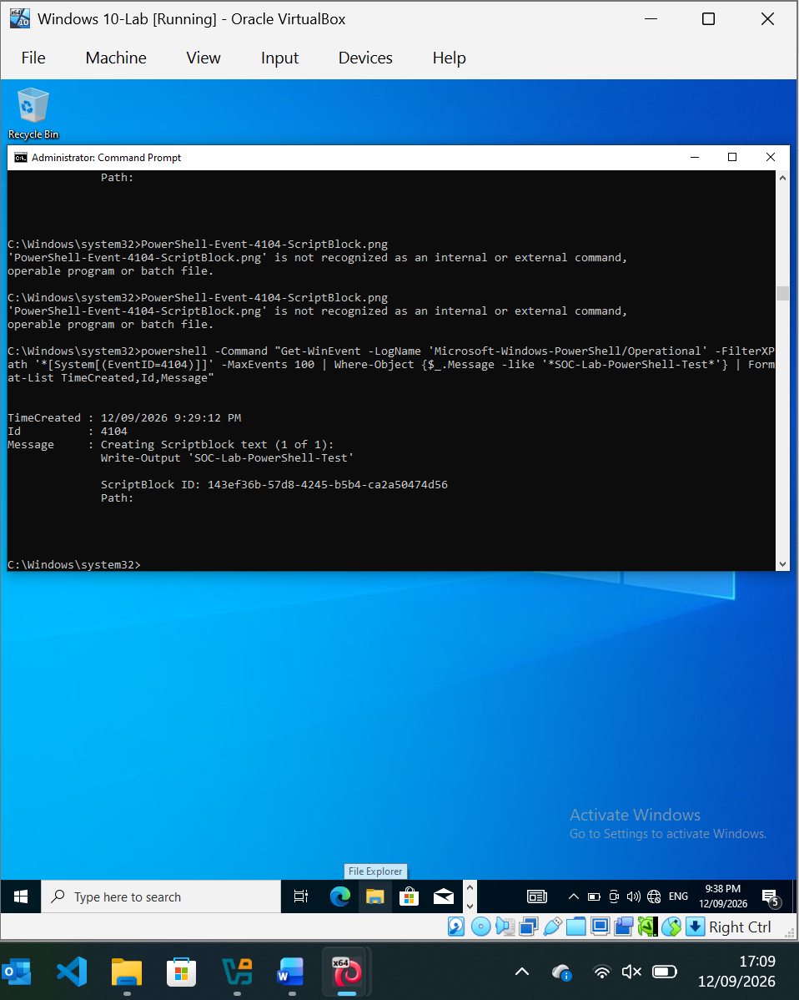 Windows 10-Lab [Running] - Oracle VirtualBox
File Machine View Input Devices Help
Recycle Bin
Administrator: Command Prompt
Path:
C:\Windows\system32>PowerShell-Event-4104-ScriptBlock.png
'PowerShell-Event-4104-ScriptBlock.png' is not recognized as an internal or external command,
operable program or batch file.
C:\Windows\system32>PowerShell-Event-4104-ScriptBlock.png
'PowerShell-Event-4104-ScriptBlock.png' is not recognized as an internal or external command,
operable program or batch file.
C:\Windows\system32>powershell -Command "Get-WinEvent -LogName 'Microsoft-Windows-PowerShell/Operational' -FilterXP
ath '*[System[(EventID=4104)]]' -MaxEvents 100 | Where-Object {$_.Message -like '*SOC-Lab-PowerShell-Test*'} | Form
at-List TimeCreated,Id,Message"
TimeCreated : 12/09/2026 9:29:12 PM
Id : 4104
Message : Creating Scriptblock text (1 of 1):
Write-Output 'SOC-Lab-PowerShell-Test'
ScriptBlock ID: 143ef36b-57d8-4245-b5b4-ca2a50474d56
Path:
C:\Windows\system32>
Activate Windows
Go to Settings to activate Windows.
File Explorer
Type here to search
ENG
9:38 PM
12/09/2026
5
Right Ctrl
17:09
12/09/2026